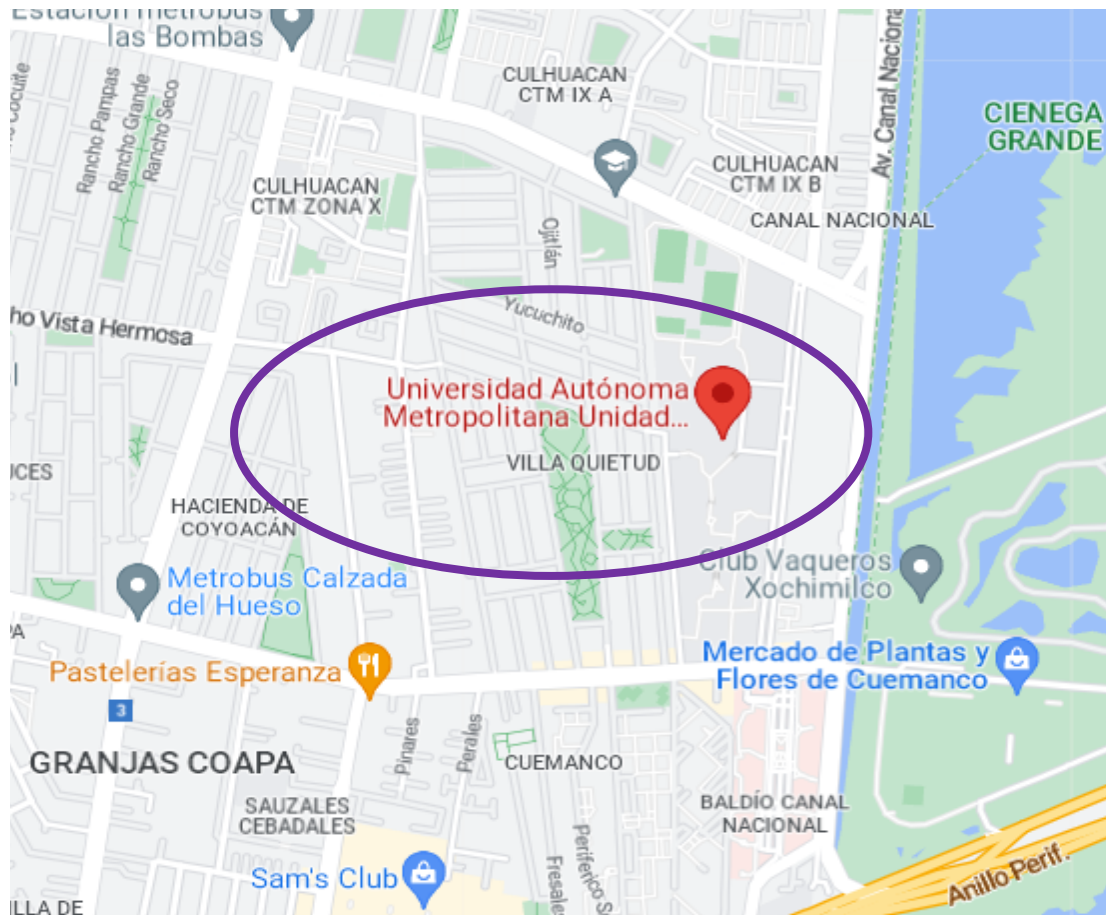 Estación metrobus
las Bombas
CULHUACAN
CTM IX A
CIENEGA
GRANDE
Av. Canal Nacional
Rancho Pampas
Rancho Grande
Rancho Seco
CULHUACAN
CTM ZONA X
CULHUACAN
CTM IX B
CANAL NACIONAL
Ojitlán
Yucuchito
ho Vista Hermosa
Universidad Autónoma
Metropolitana Unidad...
VILLA QUIETUD
HACIENDA DE
COYOACÁN
Club Vaqueros
Xochimilco
Metrobus Calzada
del Hueso
Pastelerías Esperanza
Mercado de Plantas y
Flores de Cuemanco
3
GRANJAS COAPA
Pinares
Perales
CUEMANCO
SAUZALES
CEBADALES
BALDÍO CANAL
NACIONAL
Periferico S
Fresales
Sam's Club
Anillo Perif.
LLA DE